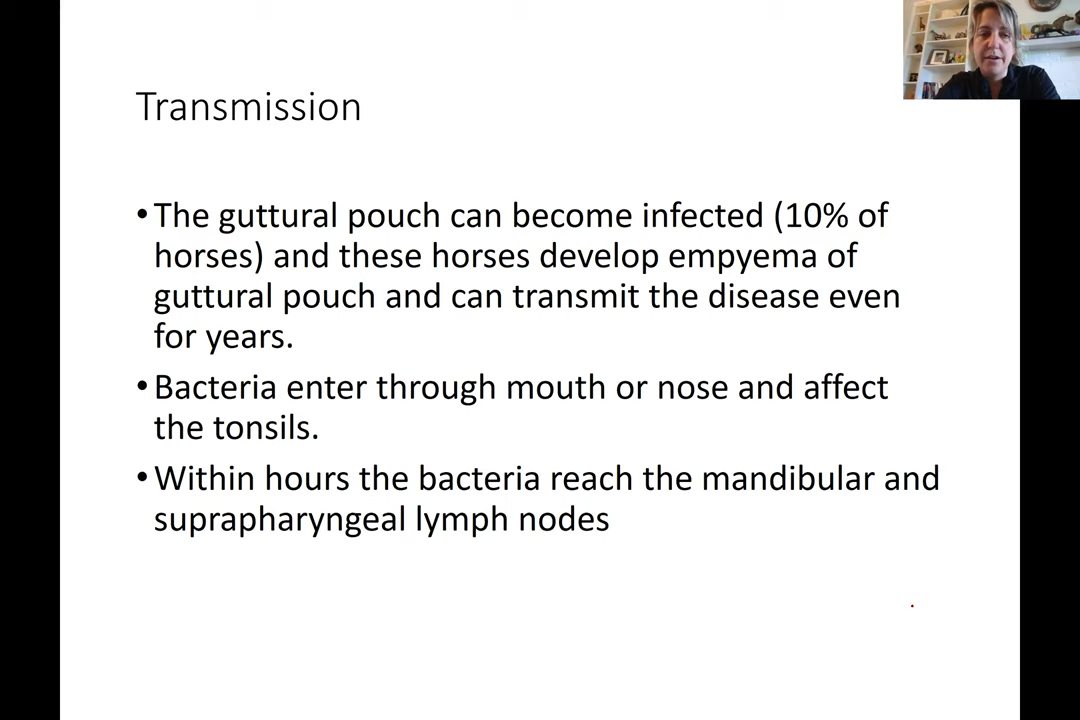 Transmission
•The guttural pouch can become infected (10% of
horses) and these horses develop empyema of
guttural pouch and can transmit the disease even
for years.
•Bacteria enter through mouth or nose and affect
the tonsils.
•Within hours the bacteria reach the mandibular and
suprapharyngeal lymph nodes